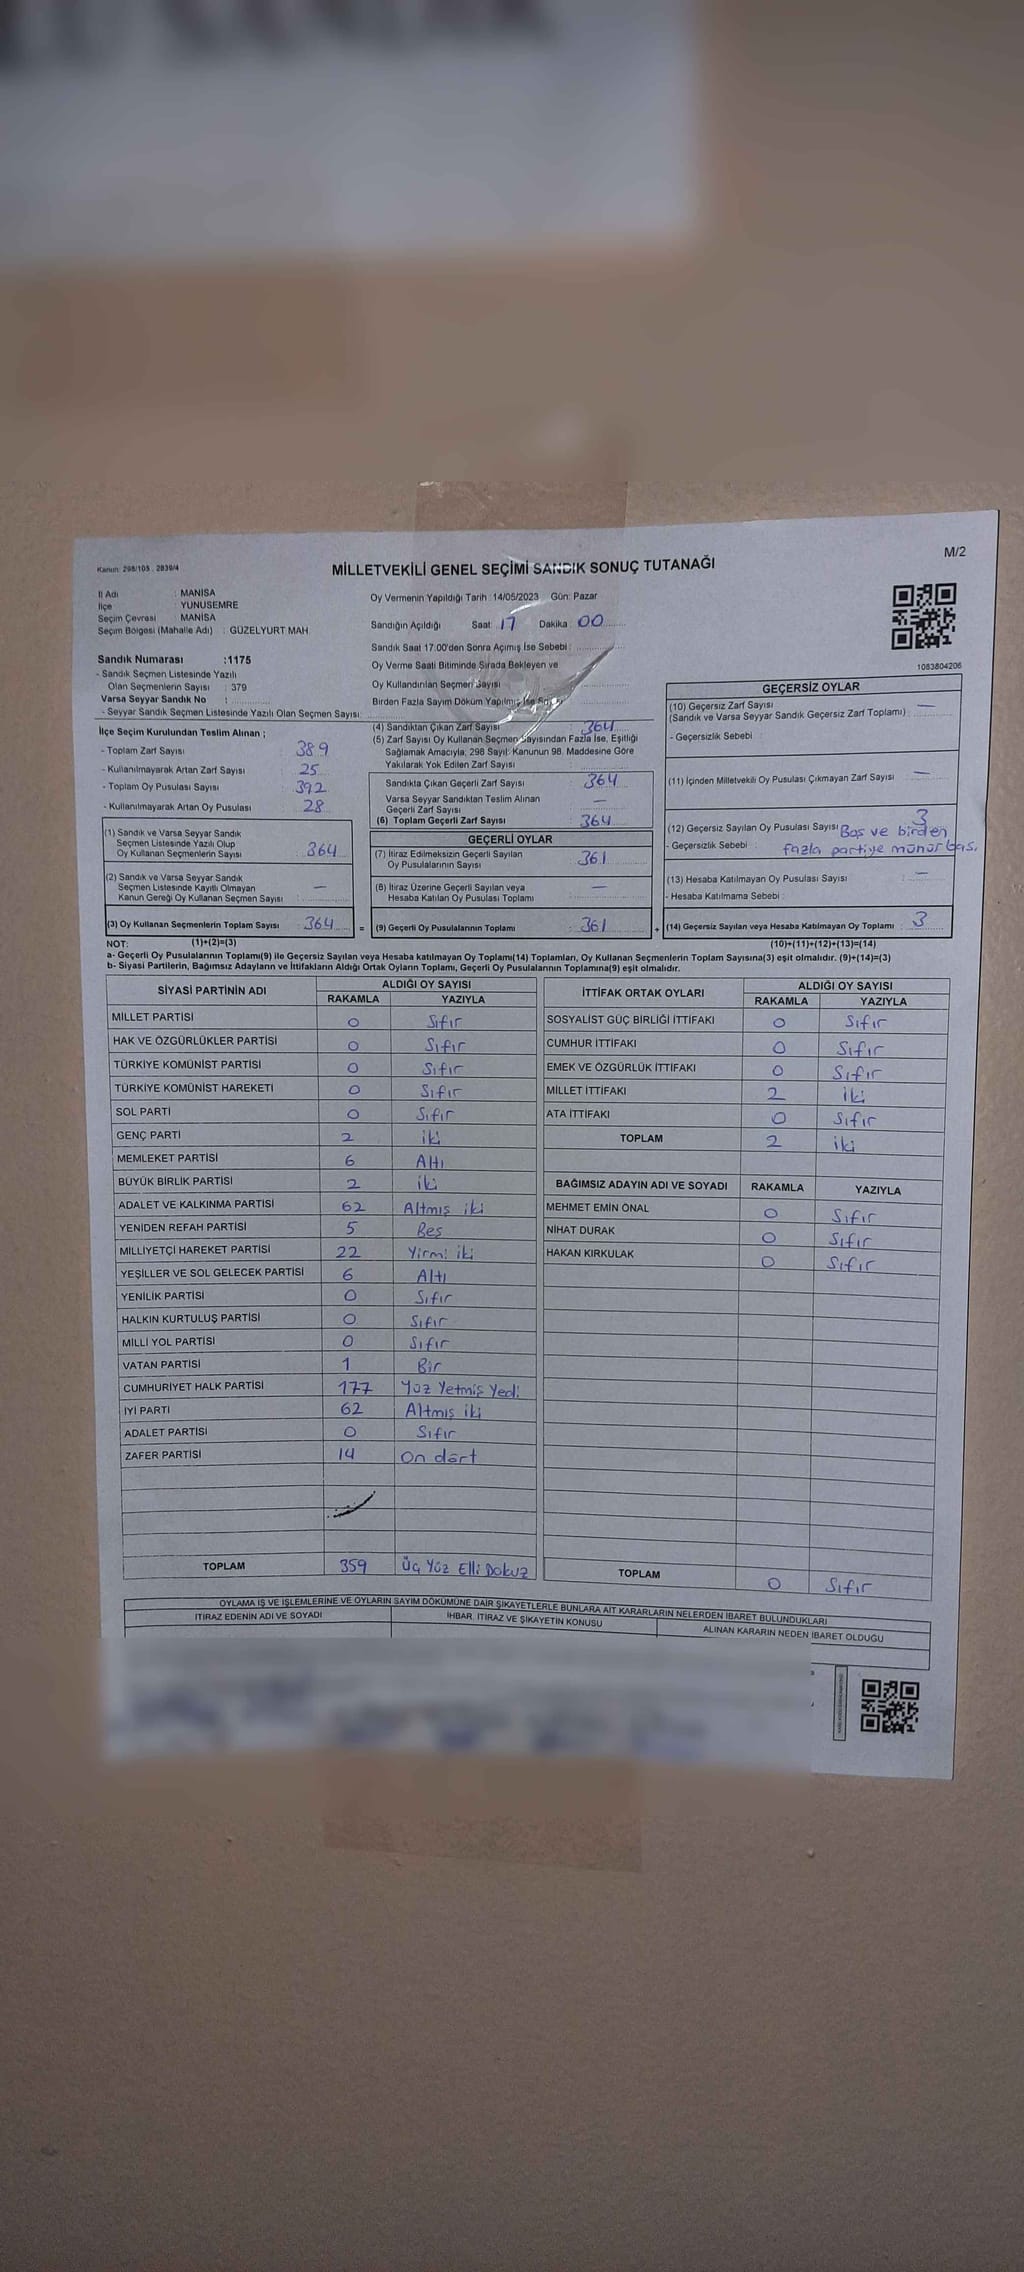 M/2
Kanun: 298/105 . 2839/4
MİLLETVEKİLİ GENEL SEÇİMİ SANDIK SONUÇ TUTANAĞI
İl Adı : MANİSA
İlçe YUNUSEMRE
Seçim Çevresi MANİSA
Seçim Bölgesi (Mahalle Adı) : GÜZELYURT MAH
Sandık Numarası :1175
- Sandık Seçmen Listesinde Yazılı
Olan Seçmenlerin Sayısı : 379
Varsa Seyyar Sandık No :
- Seyyar Sandık Seçmen Listesinde Yazılı Olan Seçmen Sayısı:
Oy Vermenin Yapıldığı Tarih : 14/05/2023 Gün: Pazar
Sandığın Açıldığı Saat 17 Dakika : 00
Sandık Saat 17.00'den Sonra Açımış İse Sebebi :
Oy Verme Saati Bitiminde Sırada Bekleyen ve
Oy Kullandırılan Seçmen Sayısı
Birden Fazla Sayım Döküm Yapılmış İse
1083804206
İlçe Seçim Kurulundan Teslim Alınan ;
- Toplam Zarf Sayısı : 389
- Kullanılmayarak Artan Zarf Sayısı : 25
- Toplam Oy Pusulası Sayısı : 392
- Kullanılmayarak Artan Oy Pusulası : 28
(1) Sandık ve Varsa Seyyar Sandık
Seçmen Listesinde Yazılı Olup
Oy Kullanan Seçmenlerin Sayısı : 364
(2) Sandık ve Varsa Seyyar Sandık
Seçmen Listesinde Kayıtlı Olmayan
Kanun Gereği Oy Kullanan Seçmen Sayısı : —
(3) Oy Kullanan Seçmenlerin Toplam Sayısı : 364 =
(4) Sandıktan Çıkan Zarf Sayısı : 364
(5) Zarf Sayısı Oy Kullanan Seçmen Sayısından Fazla İse, Eşitliği
Sağlamak Amacıyla; 298 Sayılı Kanunun 98. Maddesine Göre
Yakılarak Yok Edilen Zarf Sayısı :
Sandıkta Çıkan Geçerli Zarf Sayısı : 364
Varsa Seyyar Sandıktan Teslim Alınan
Geçerli Zarf Sayısı : —
(6) Toplam Geçerli Zarf Sayısı : 364
GEÇERLİ OYLAR
(7) İtiraz Edilmeksizin Geçerli Sayılan
Oy Pusulalarının Sayısı : 361
(8) İtiraz Üzerine Geçerli Sayılan veya
Hesaba Katılan Oy Pusulası Toplamı : —
(9) Geçerli Oy Pusulalarının Toplamı : 361 +
GEÇERSİZ OYLAR
(10) Geçersiz Zarf Sayısı
(Sandık ve Varsa Seyyar Sandık Geçersiz Zarf Toplamı) : —
- Geçersizlik Sebebi :
(11) İçinden Milletvekili Oy Pusulası Çıkmayan Zarf Sayısı : —
(12) Geçersiz Sayılan Oy Pusulası Sayısı : 3
- Geçersizlik Sebebi : Boş ve birden
fazla partiye mühür bas.
(13) Hesaba Katılmayan Oy Pusulası Sayısı : —
- Hesaba Katılmama Sebebi :
(14) Geçersiz Sayılan veya Hesaba Katılmayan Oy Toplamı : 3
NOT: (1)+(2)=(3)
(10)+(11)+(12)+(13)=(14)
a- Geçerli Oy Pusulalarının Toplamı(9) ile Geçersiz Sayılan veya Hesaba katılmayan Oy Toplamı(14) Toplamları, Oy Kullanan Seçmenlerin Toplam Sayısına(3) eşit olmalıdır. (9)+(14)=(3)
b- Siyasi Partilerin, Bağımsız Adayların ve İttifakların Aldığı Ortak Oyların Toplamı, Geçerli Oy Pusulalarının Toplamına(9) eşit olmalıdır.
SİYASİ PARTİNİN ADI ALDIĞI OY SAYISI
RAKAMLA YAZIYLA
MİLLET PARTİSİ 0 Sıfır
HAK VE ÖZGÜRLÜKLER PARTİSİ 0 Sıfır
TÜRKİYE KOMÜNİST PARTİSİ 0 Sıfır
TÜRKİYE KOMÜNİST HAREKETİ 0 Sıfır
SOL PARTİ 0 Sıfır
GENÇ PARTİ 2 iki
MEMLEKET PARTİSİ 6 Altı
BÜYÜK BİRLİK PARTİSİ 2 iki
ADALET VE KALKINMA PARTİSİ 62 Altmış iki
YENİDEN REFAH PARTİSİ 5 Beş
MİLLİYETÇİ HAREKET PARTİSİ 22 Yirmi iki
YEŞİLLER VE SOL GELECEK PARTİSİ 6 Altı
YENİLİK PARTİSİ 0 Sıfır
HALKIN KURTULUŞ PARTİSİ 0 Sıfır
MİLLİ YOL PARTİSİ 0 Sıfır
VATAN PARTİSİ 1 Bir
CUMHURİYET HALK PARTİSİ 177 Yüz Yetmiş Yedi
İYİ PARTİ 62 Altmış iki
ADALET PARTİSİ 0 Sıfır
ZAFER PARTİSİ 14 On dört
TOPLAM 359 Üç Yüz Elli Dokuz
İTTİFAK ORTAK OYLARI ALDIĞI OY SAYISI
RAKAMLA YAZIYLA
SOSYALİST GÜÇ BİRLİĞİ İTTİFAKI 0 Sıfır
CUMHUR İTTİFAKI 0 Sıfır
EMEK VE ÖZGÜRLÜK İTTİFAKI 0 Sıfır
MİLLET İTTİFAKI 2 iki
ATA İTTİFAKI 0 Sıfır
TOPLAM 2 iki
BAĞIMSIZ ADAYIN ADI VE SOYADI RAKAMLA YAZIYLA
MEHMET EMİN ÖNAL 0 Sıfır
NİHAT DURAK 0 Sıfır
HAKAN KIRKULAK 0 Sıfır
TOPLAM 0 Sıfır
OYLAMA İŞ VE İŞLEMLERİNE VE OYLARIN SAYIM DÖKÜMÜNE DAİR ŞİKAYETLERLE BUNLARA AİT KARARLARIN NELERDEN İBARET BULUNDUKLARI
İTİRAZ EDENİN ADI VE SOYADI İHBAR, İTİRAZ VE ŞİKAYETİN KONUSU ALINAN KARARIN NEDEN İBARET OLDUĞU